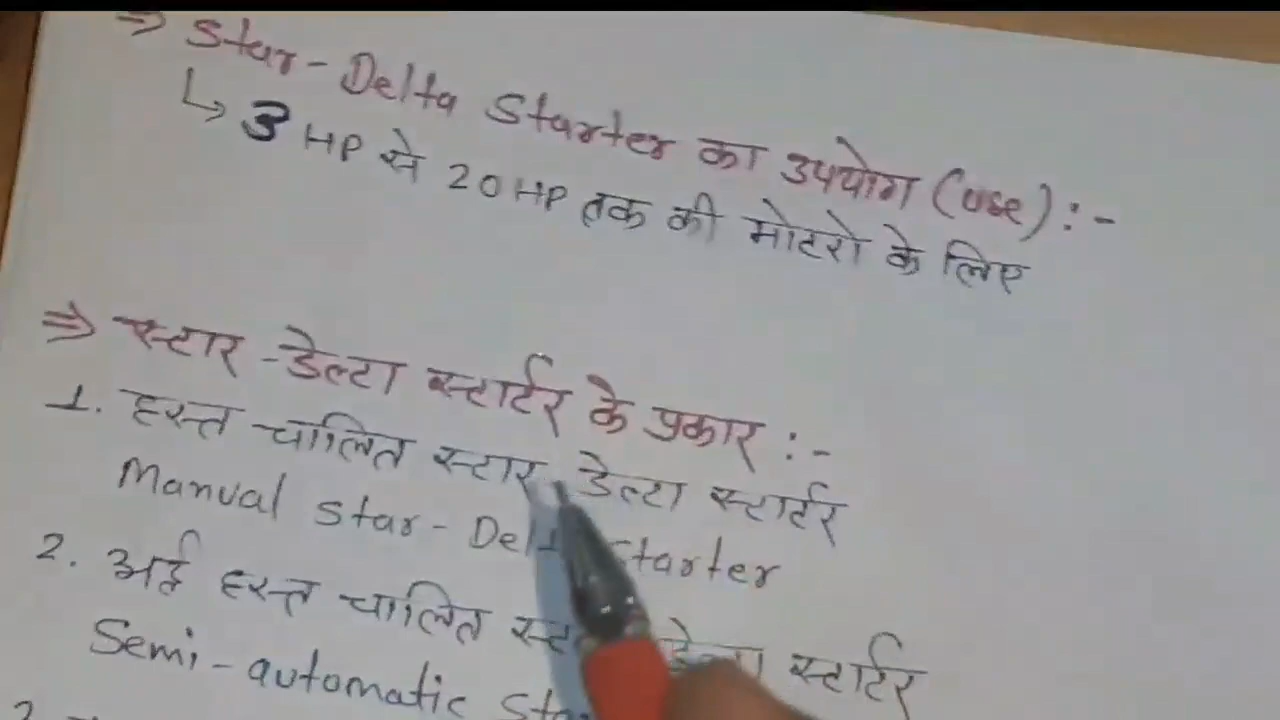 ⇒ Star-Delta Starter का उपयोग (use) :-
↳ 3 HP से 20 HP तक की मोटरो के लिए
⇒ स्टार-डेल्टा स्टार्टर के प्रकार :-
1. हस्त चालित स्टार डेल्टा स्टार्टर
Manual Star-Delta Starter
2. अर्द्ध हस्त चालित स्टार डेल्टा स्टार्टर
Semi-automatic